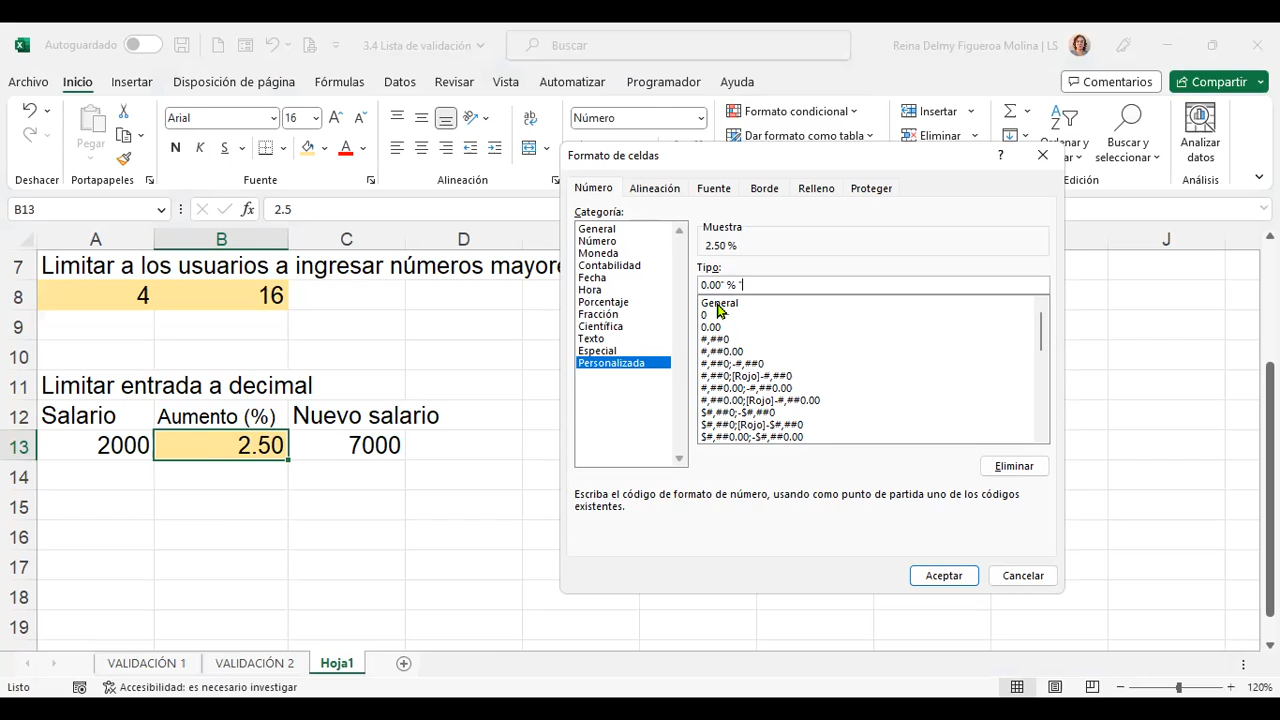 Autoguardado 3.4 Lista de validación Buscar Reina Delmy Figueroa Molina | LS
Archivo Inicio Insertar Disposición de página Fórmulas Datos Revisar Vista Automatizar Programador Ayuda Comentarios Compartir
Pegar
Arial 16
N K S A
ab
Número
Formato condicional
Dar formato como tabla
Insertar
Eliminar
Ordenar y
Buscar y
seleccionar
Analizar
datos
Deshacer Portapapeles Fuente Alineación Edición Análisis
B13 fx 2.5
A B C D J
7 Limitar a los usuarios a ingresar números mayore
8 4 16
9
10
11 Limitar entrada a decimal
12 Salario Aumento (%) Nuevo salario
13 2000 2.50 7000
14
15
16
17
18
19
Formato de celdas ?
Número Alineación Fuente Borde Relleno Proteger
Categoría:
General
Número
Moneda
Contabilidad
Fecha
Hora
Porcentaje
Fracción
Científica
Texto
Especial
Personalizada
Muestra
2.50 %
Tipo:
0.00" % "
General
0
0.00
#,##0
#,##0.00
#,##0;-#,##0
#,##0;[Rojo]-#,##0
#,##0.00;-#,##0.00
#,##0.00;[Rojo]-#,##0.00
$#,##0;-$#,##0
$#,##0;[Rojo]-$#,##0
$#,##0.00;-$#,##0.00
Eliminar
Escriba el código de formato de número, usando como punto de partida uno de los códigos
existentes.
Aceptar Cancelar
VALIDACIÓN 1 VALIDACIÓN 2 Hoja1
Listo Accesibilidad: es necesario investigar 120%